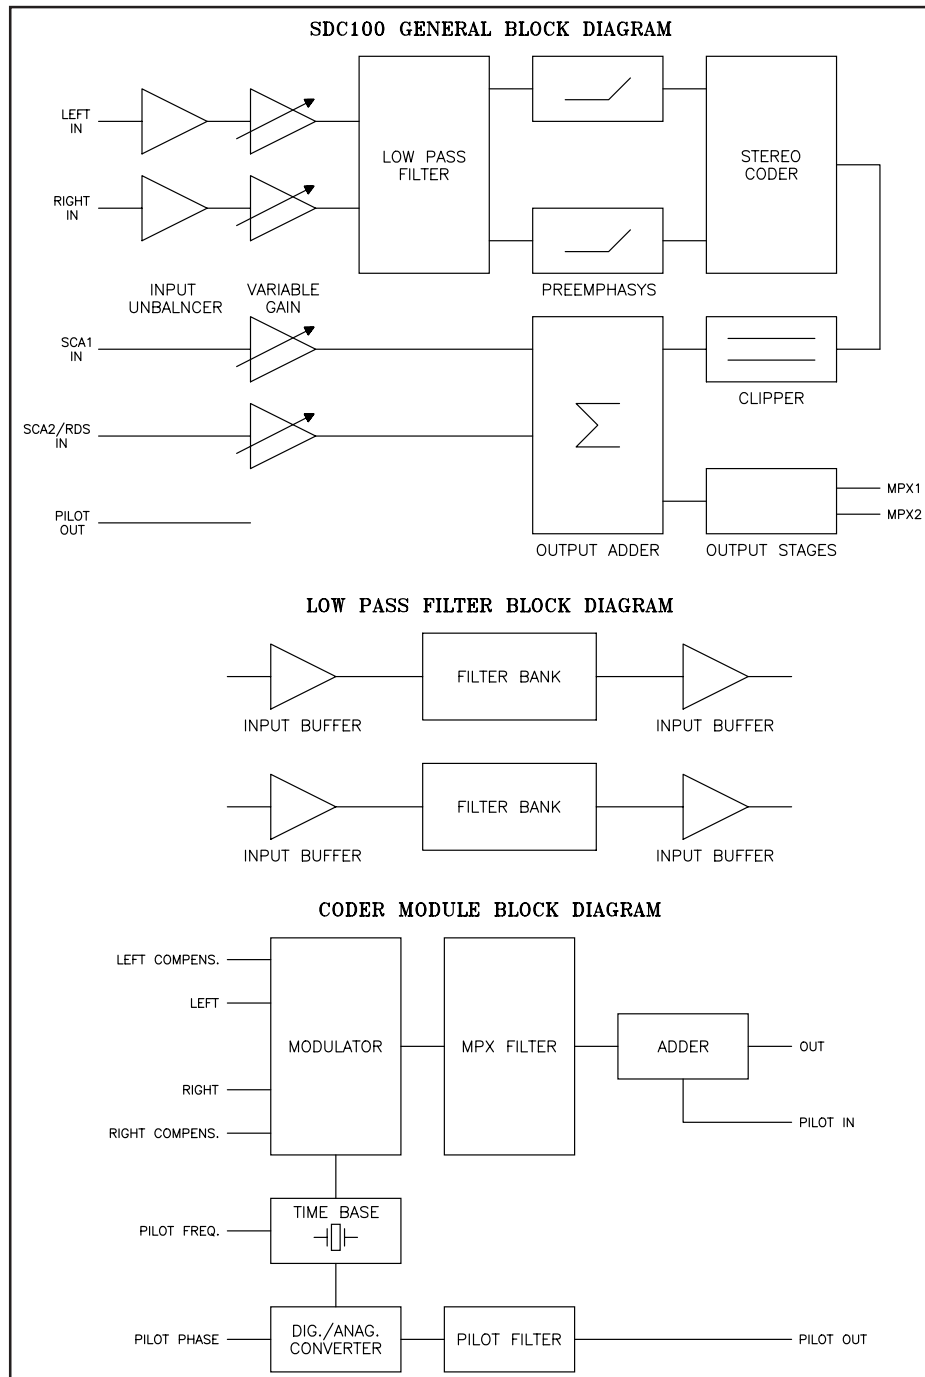 SDC100 GENERAL BLOCK DIAGRAM
LEFT
IN
LOW PASS
FILTER
STEREO
CODER
RIGHT
IN
INPUT
UNBALNCER
VARIABLE
GAIN
PREEMPHASYS
SCA1
IN
CLIPPER
SCA2/RDS
IN
MPX1
MPX2
PILOT
OUT
OUTPUT ADDER
OUTPUT STAGES
LOW PASS FILTER BLOCK DIAGRAM
FILTER BANK
INPUT BUFFER
INPUT BUFFER
FILTER BANK
INPUT BUFFER
INPUT BUFFER
CODER MODULE BLOCK DIAGRAM
LEFT COMPENS.
LEFT
MODULATOR
MPX FILTER
ADDER
OUT
RIGHT
PILOT IN
RIGHT COMPENS.
TIME BASE
PILOT FREQ.
PILOT PHASE
DIG./ANAG.
CONVERTER
PILOT FILTER
PILOT OUT